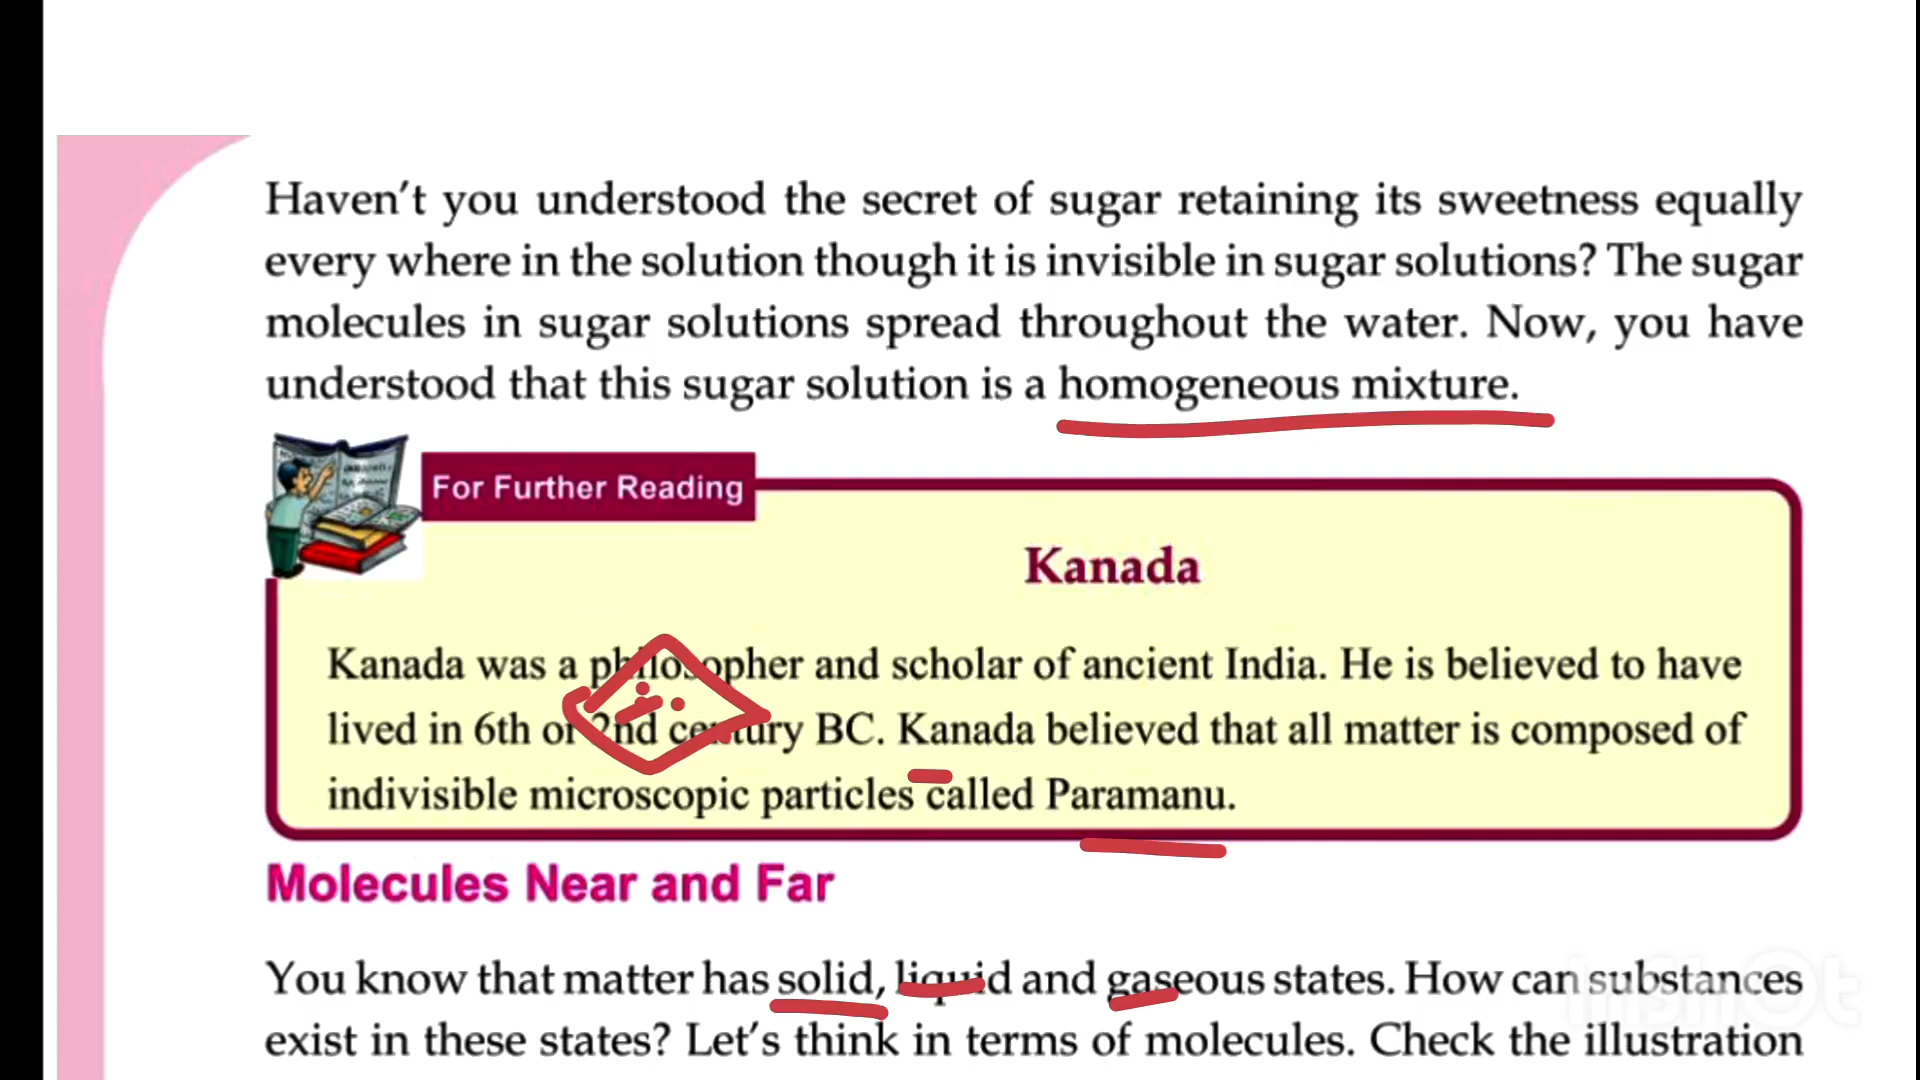 Haven't you understood the secret of sugar retaining its sweetness equally
every where in the solution though it is invisible in sugar solutions? The sugar
molecules in sugar solutions spread throughout the water. Now, you have
understood that this sugar solution is a homogeneous mixture.
For Further Reading
Kanada
Kanada was a philosopher and scholar of ancient India. He is believed to have
lived in 6th or 2nd century BC. Kanada believed that all matter is composed of
indivisible microscopic particles called Paramanu.
Molecules Near and Far
You know that matter has solid, liquid and gaseous states. How can substances
InShOt
exist in these states? Let's think in terms of molecules. Check the illustration